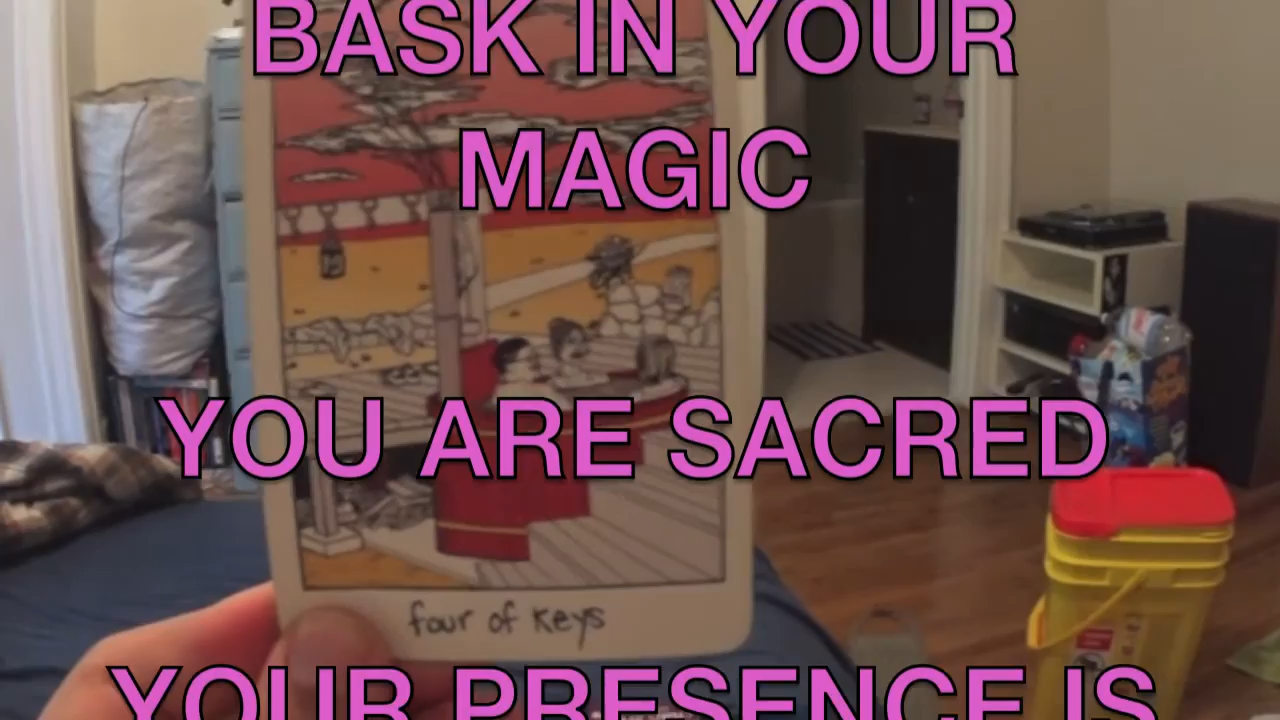 BASK IN YOUR
MAGIC
YOU ARE SACRED
four of keys
YOUR PRESENCE IS